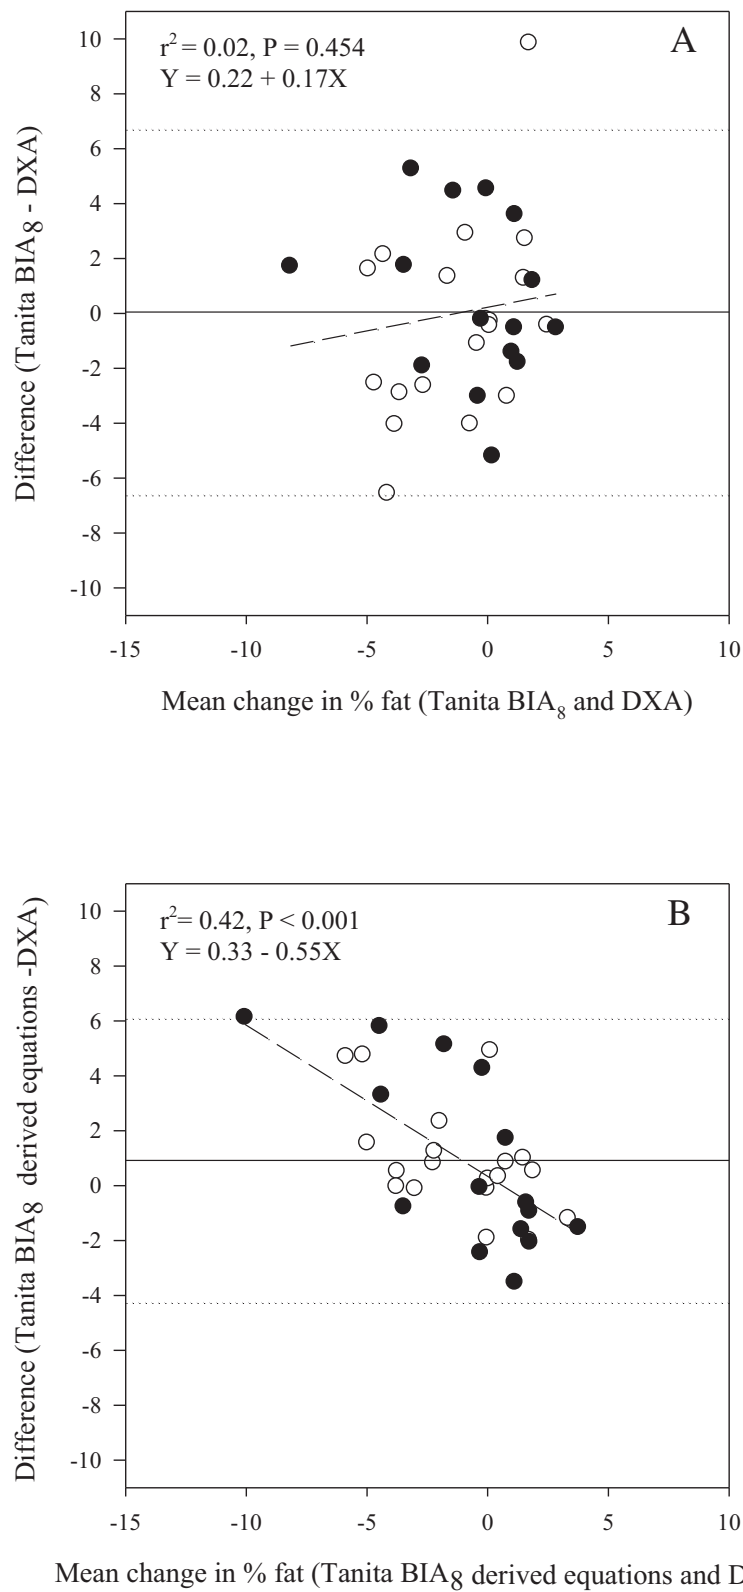 A
r² = 0.02, P = 0.454
Y = 0.22 + 0.17X
10
8
6
4
2
0
-2
-4
-6
-8
-10
Difference (Tanita BIA8 - DXA)
-15 -10 -5 0 5 10
Mean change in % fat (Tanita BIA8 and DXA)
B
r²= 0.42, P < 0.001
Y = 0.33 - 0.55X
10
8
6
4
2
0
-2
-4
-6
-8
-10
Difference (Tanita BIA8 derived equations -DXA)
-15 -10 -5 0 5 10
Mean change in % fat (Tanita BIA8 derived equations and D